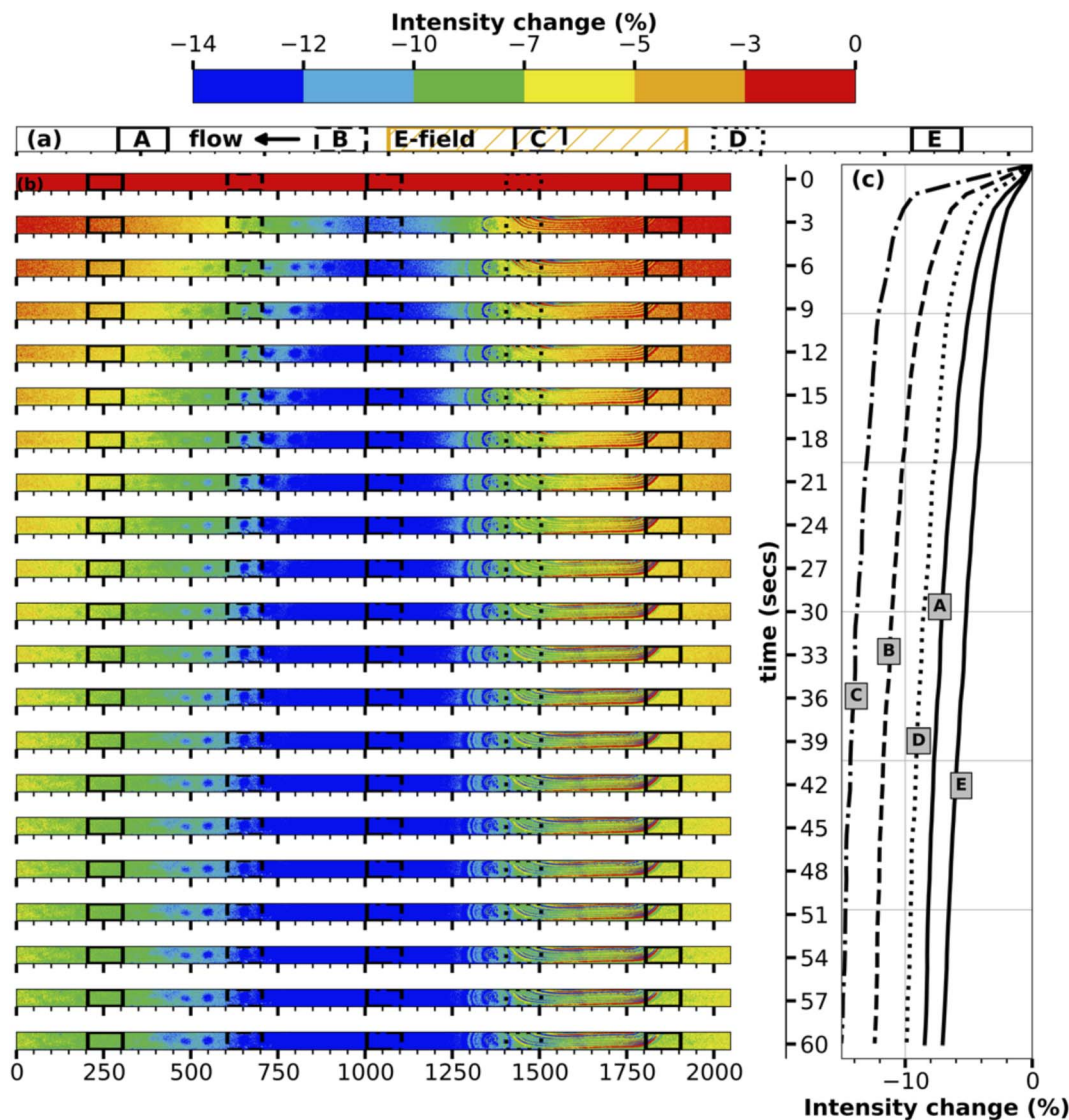 Intensity change (%)
−14 −12 −10 −7 −5 −3 0
(a) A flow B E-field C D E
(b) (c)
0
3
6
9
12
15
18
21
24
27
30
33
36
39
42
45
48
51
54
57
60
time (secs)
A
B
C
D
E
0 250 500 750 1000 1250 1500 1750 2000
−10 0
Intensity change (%)